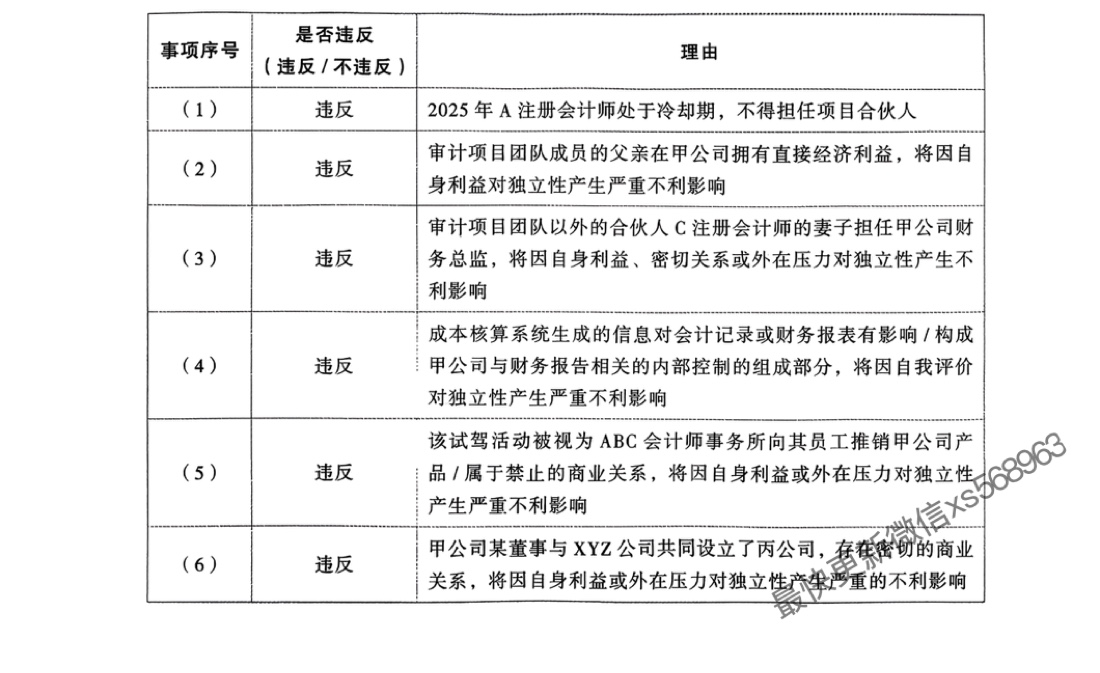 事项序号
是否违反
（违反/不违反）
理由
（1）
违反
2025年A注册会计师处于冷却期，不得担任项目合伙人
（2）
违反
审计项目团队成员的父亲在甲公司拥有直接经济利益，将因自
身利益对独立性产生严重不利影响
（3）
违反
审计项目团队以外的合伙人C注册会计师的妻子担任甲公司财
务总监，将因自身利益、密切关系或外在压力对独立性产生不
利影响
（4）
违反
成本核算系统生成的信息对会计记录或财务报表有影响/构成
甲公司与财务报告相关的内部控制的组成部分，将因自我评价
对独立性产生严重不利影响
（5）
违反
该试驾活动被视为ABC会计师事务所向其员工推销甲公司产
品/属于禁止的商业关系，将因自身利益或外在压力对独立性
产生严重不利影响
（6）
违反
甲公司某董事与XYZ公司共同设立了丙公司，存在密切的商业
关系，将因自身利益或外在压力对独立性产生严重的不利影响
最快更新微信xs568963